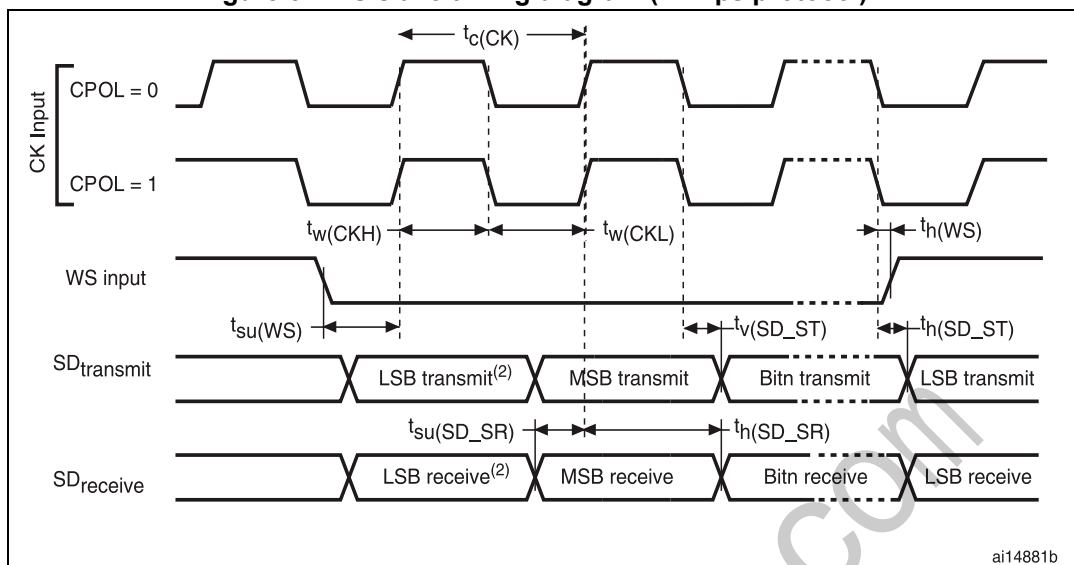 tc(CK)
CK Input
CPOL = 0
CPOL = 1
tw(CKH)
tw(CKL)
th(WS)
WS input
tsu(WS)
tv(SD_ST)
th(SD_ST)
SDtransmit
LSB transmit(2)
MSB transmit
Bitn transmit
LSB transmit
tsu(SD_SR)
th(SD_SR)
SDreceive
LSB receive(2)
MSB receive
Bitn receive
LSB receive
com
ai14881b